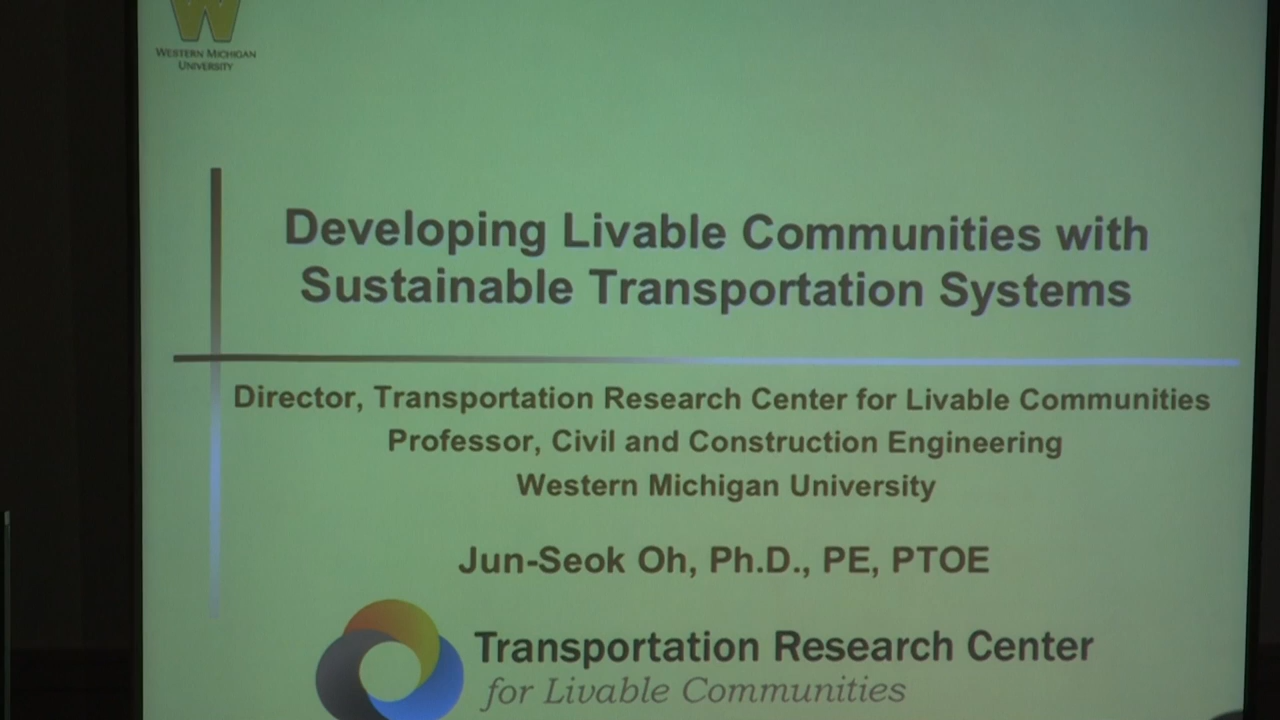 W
WESTERN MICHIGAN
UNIVERSITY
Developing Livable Communities with
Sustainable Transportation Systems
Director, Transportation Research Center for Livable Communities
Professor, Civil and Construction Engineering
Western Michigan University
Jun-Seok Oh, Ph.D., PE, PTOE
Transportation Research Center
for Livable Communities